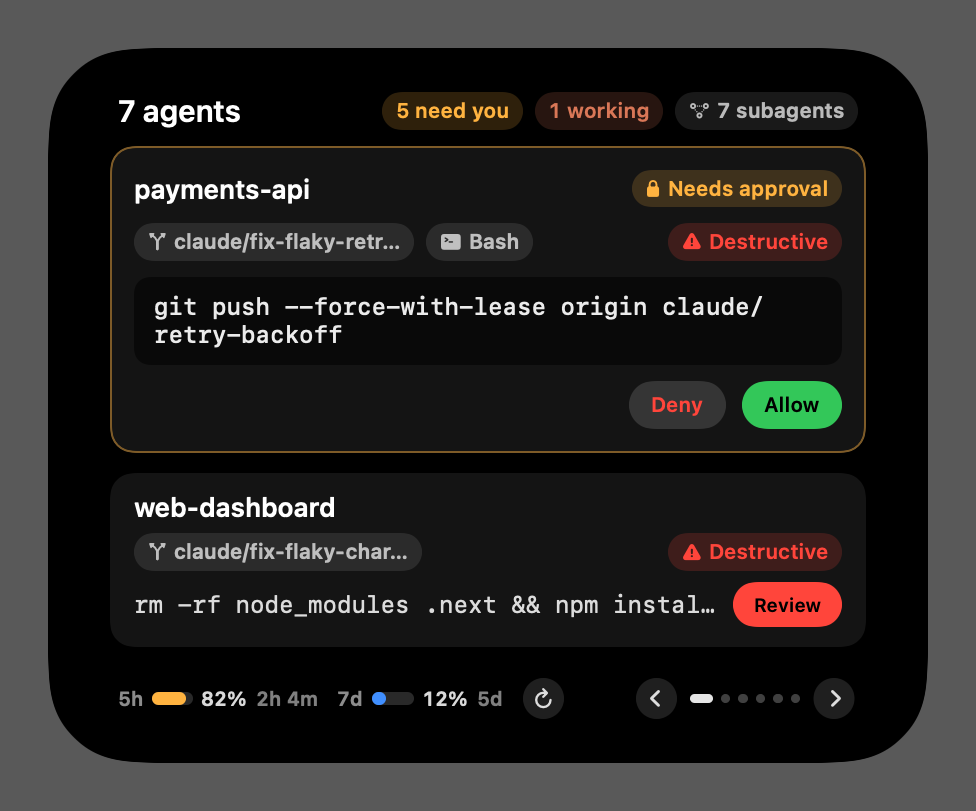 7 agents 5 need you 1 working 7 subagents
payments-api Needs approval
claude/fix-flaky-retr... Bash Destructive
git push --force-with-lease origin claude/
retry-backoff
Deny Allow
web-dashboard
claude/fix-flaky-char... Destructive
rm -rf node_modules .next && npm instal... Review
5h 82% 2h 4m 7d 12% 5d